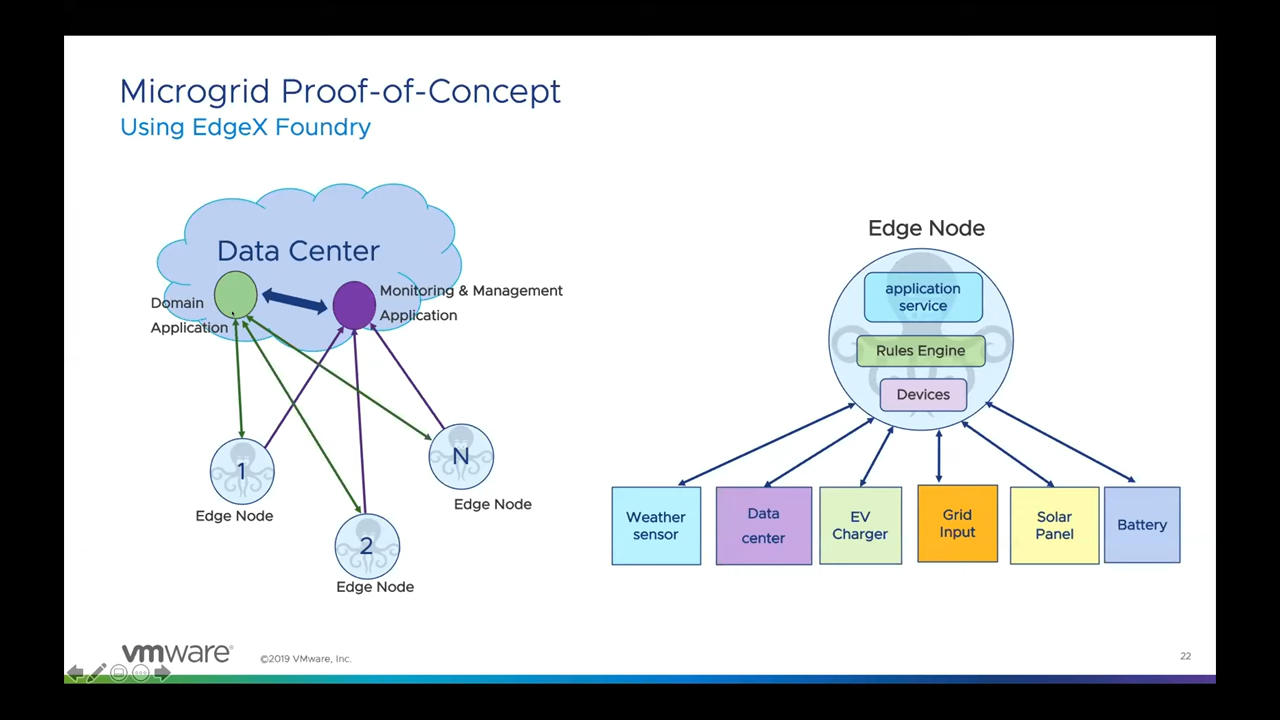 Microgrid Proof-of-Concept
Using EdgeX Foundry
Data Center
Domain
Application
Monitoring & Management
Application
1
Edge Node
2
Edge Node
N
Edge Node
Edge Node
application
service
Rules Engine
Devices
Weather
sensor
Data
center
EV
Charger
Grid
Input
Solar
Panel
Battery
vmware®
©2019 VMware, Inc.
22